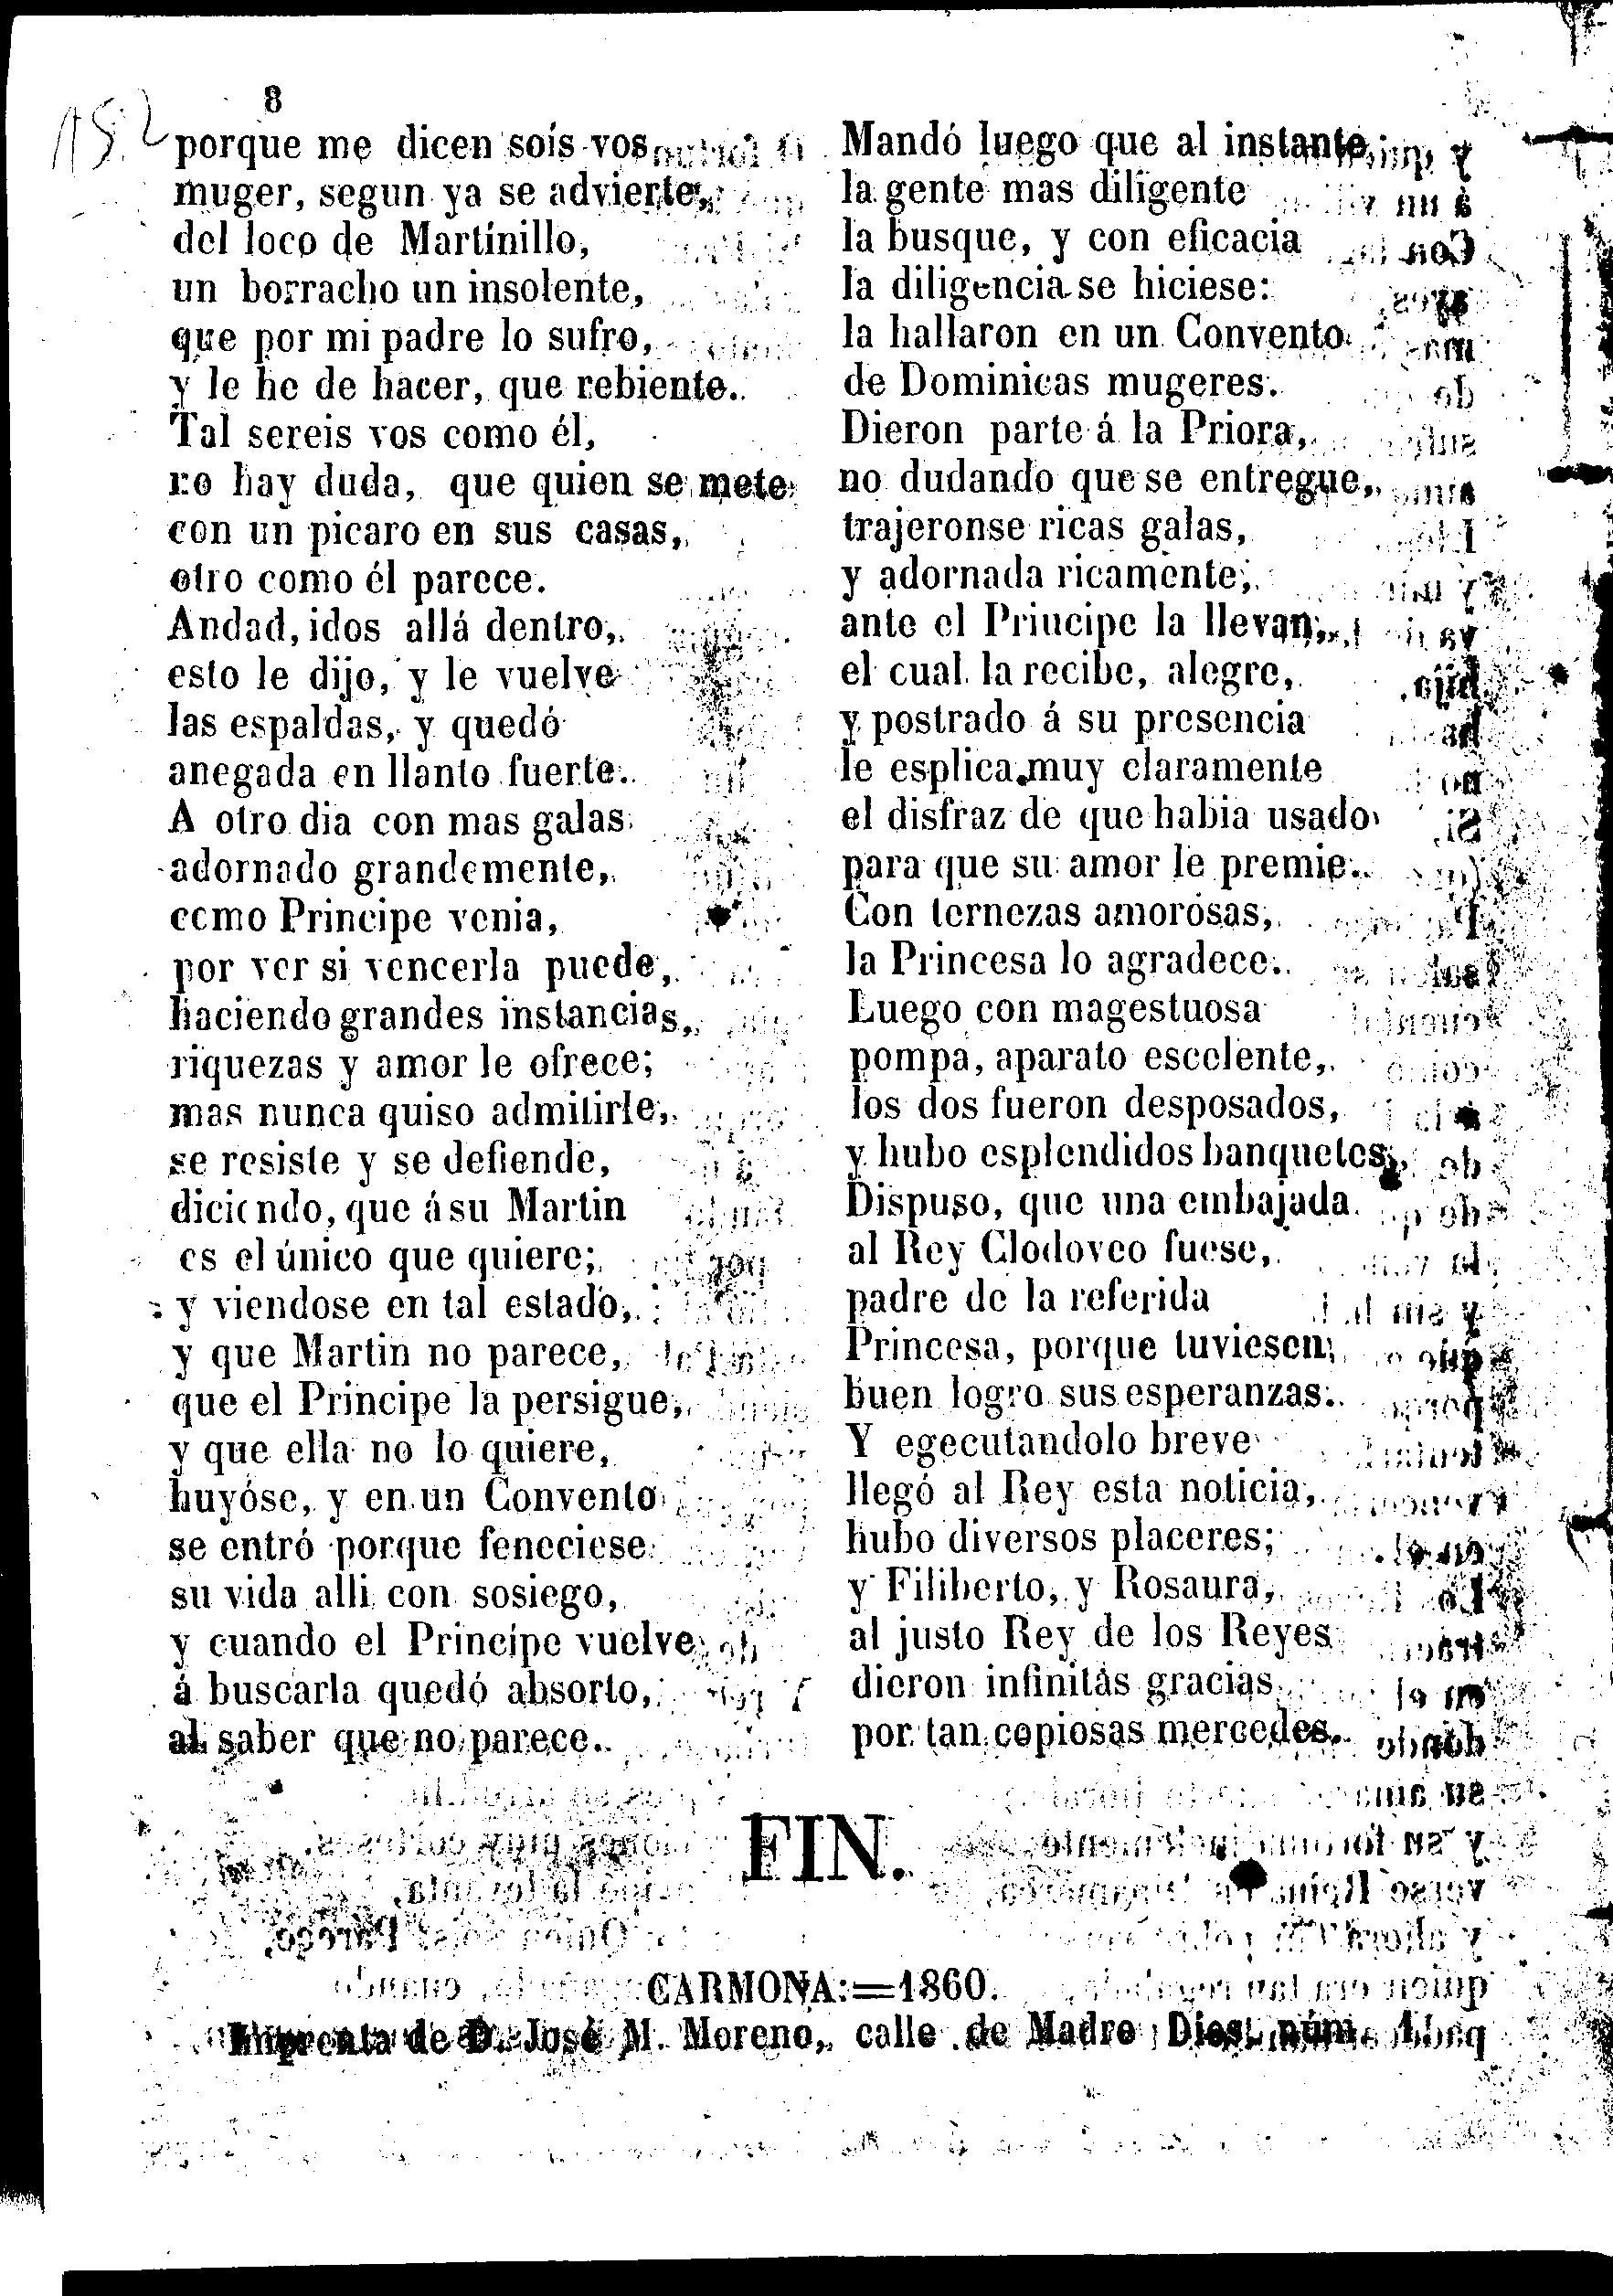 8
152
porque me dicen sois vos
muger, segun ya se advierte,
del loco de Martinillo,
un borracho un insolente,
que por mi padre lo sufro,
y le he de hacer, que rebiente.
Tal sereis vos como él,
no hay duda, que quien se mete
con un picaro en sus casas,
otro como él parece.
Andad, idos allá dentro,
esto le dijo, y le vuelve
las espaldas, y quedó
anegada en llanto fuerte.
A otro dia con mas galas
adornado grandemente,
como Principe venia,
por ver si vencerla puede,
haciendo grandes instancias,
riquezas y amor le ofrece;
mas nunca quiso admitirle,
se resiste y se defiende,
diciendo, que á su Martin
es el único que quiere;
y viendose en tal estado,
y que Martin no parece,
que el Principe la persigue,
y que ella no lo quiere,
huyóse, y en un Convento
se entró porque feneciese
su vida alli con sosiego,
y cuando el Principe vuelve
á buscarla quedó absorto,
al saber que no parece.
Mandó luego que al instante
la gente mas diligente
la busque, y con eficacia
la diligencia se hiciese:
la hallaron en un Convento
de Dominicas mugeres.
Dieron parte á la Priora,
no dudando que se entregue,
trajeronse ricas galas,
y adornada ricamente,
ante el Priucipe la llevan,
el cual la recibe, alegre,
y postrado á su presencia
le esplica muy claramente
el disfraz de que habia usado
para que su amor le premie.
Con ternezas amorosas,
la Princesa lo agradece.
Luego con magestuosa
pompa, aparato escelente,
los dos fueron desposados,
y hubo esplendidos banquetes,
Dispuso, que una embajada
al Rey Clodoveo fuese,
padre de la referida
Princesa, porque tuviesen
buen logro sus esperanzas.
Y egecutandolo breve
llegó al Rey esta noticia,
hubo diversos placeres;
y Filiberto, y Rosaura,
al justo Rey de los Reyes
dieron infinitas gracias
por tan copiosas mercedes.
FIN.
CARMONA:=1860.
Imprenta de D. José M. Moreno, calle de Madre Dios, núm. 1.